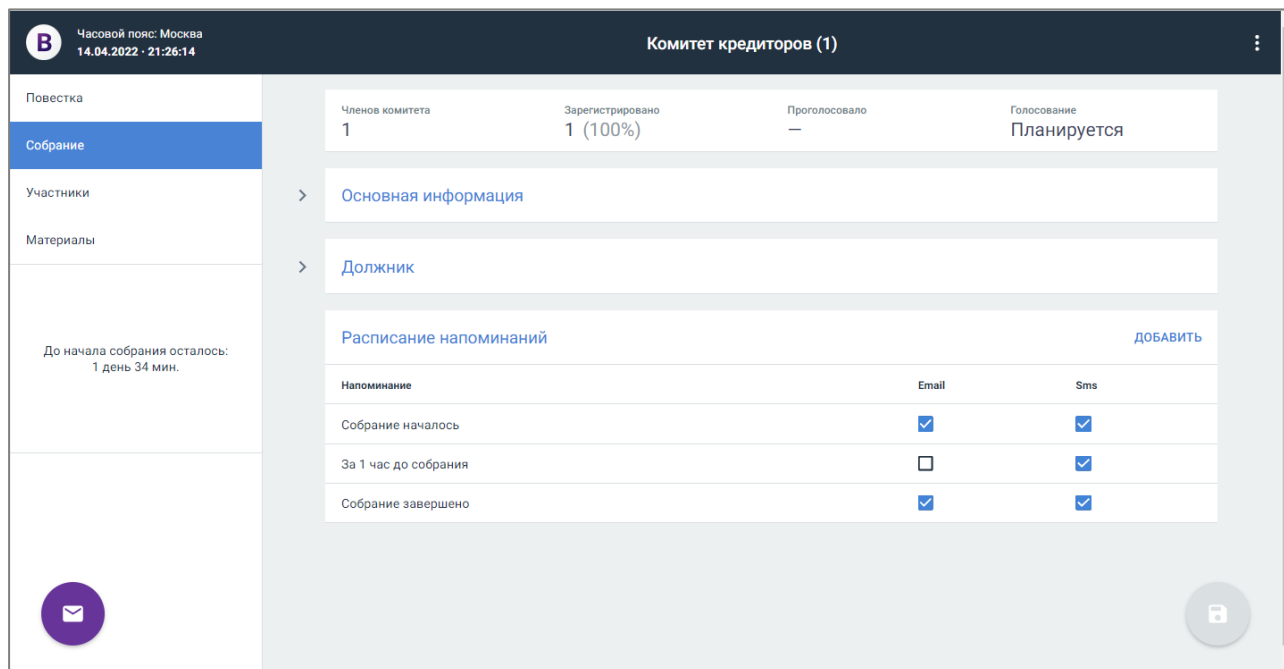 B
Часовой пояс: Москва
14.04.2022 · 21:26:14
Комитет кредиторов (1)
Повестка
Собрание
Участники
Материалы
До начала собрания осталось:
1 день 34 мин.
Членов комитета
1
Зарегистрировано
1 (100%)
Проголосовало
—
Голосование
Планируется
Основная информация
Должник
Расписание напоминаний
ДОБАВИТЬ
Напоминание Email Sms
Собрание началось
За 1 час до собрания
Собрание завершено